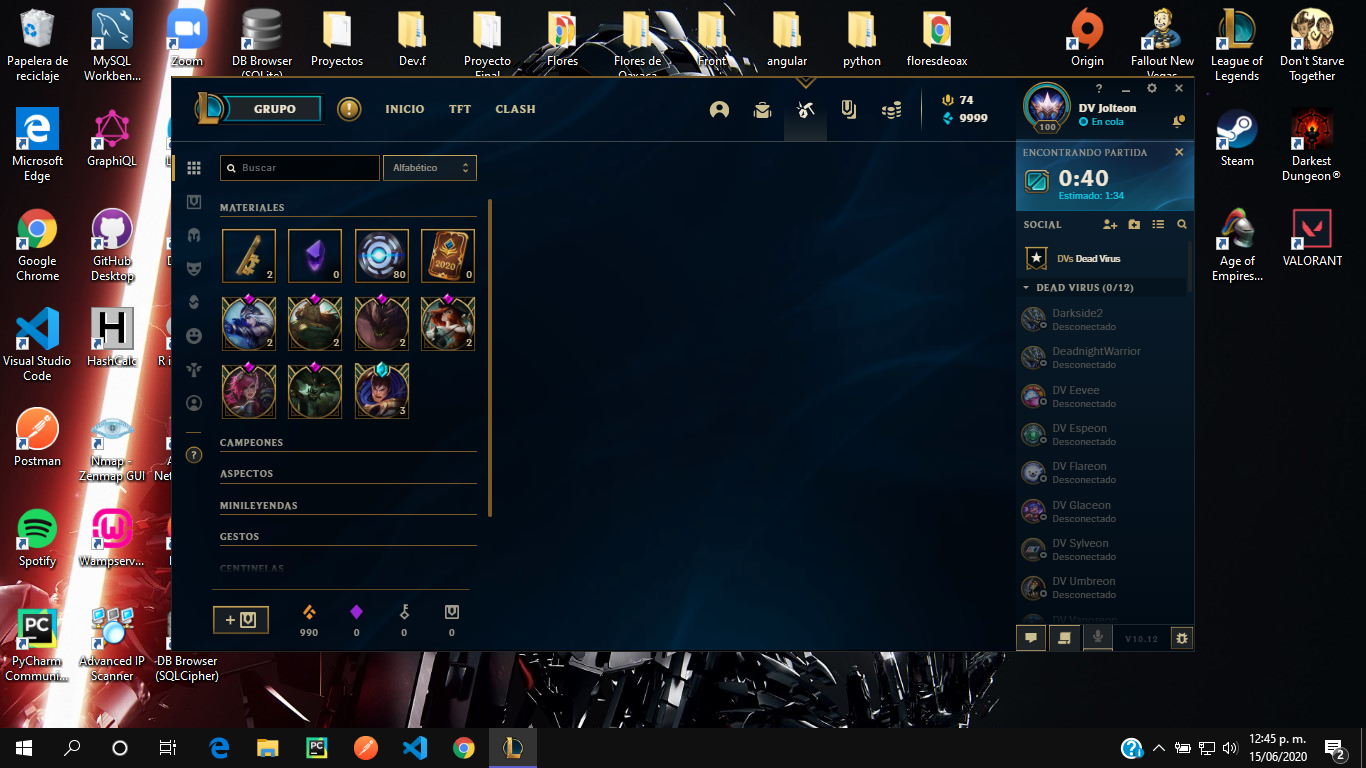 Papelera de
reciclaje
MySQL
Workben...
Zoom
DB Browser
(SQLite)
Proyectos
Dev.f
Proyecto
Final
Flores
Flores de
Oaxaca
Front
angular
python
floresdeoax
Origin
Fallout New
Vegas
League of
Legends
Don't Starve
Together
Microsoft
Edge
GraphiQL
Steam
Darkest
Dungeon®
Google
Chrome
GitHub
Desktop
Age of
Empires...
VALORANT
Visual Studio
Code
HashCalc
R i
Postman
Nmap -
Zenmap GUI
Net
Spotify
Wampserv...
PyCharm
Communi...
Advanced IP
Scanner
DB Browser
(SQLCipher)
GRUPO
INICIO
TFT
CLASH
74
9999
100
DV Jolteon
En cola
Buscar
Alfabético
MATERIALES
2
0
80
2020
0
2
2
2
2
3
CAMPEONES
ASPECTOS
MINILEYENDAS
GESTOS
CENTINELAS
990
0
0
0
ENCONTRANDO PARTIDA
0:40
Estimado: 1:34
SOCIAL
DVs Dead Virus
DEAD VIRUS (0/12)
Darkside2
Desconectado
DeadnightWarrior
Desconectado
DV Eevee
Desconectado
DV Espeon
Desconectado
DV Flareon
Desconectado
DV Glaceon
Desconectado
DV Sylveon
Desconectado
DV Umbreon
Desconectado
DV Vaporeon
V10.12
12:45 p. m.
15/06/2020
2